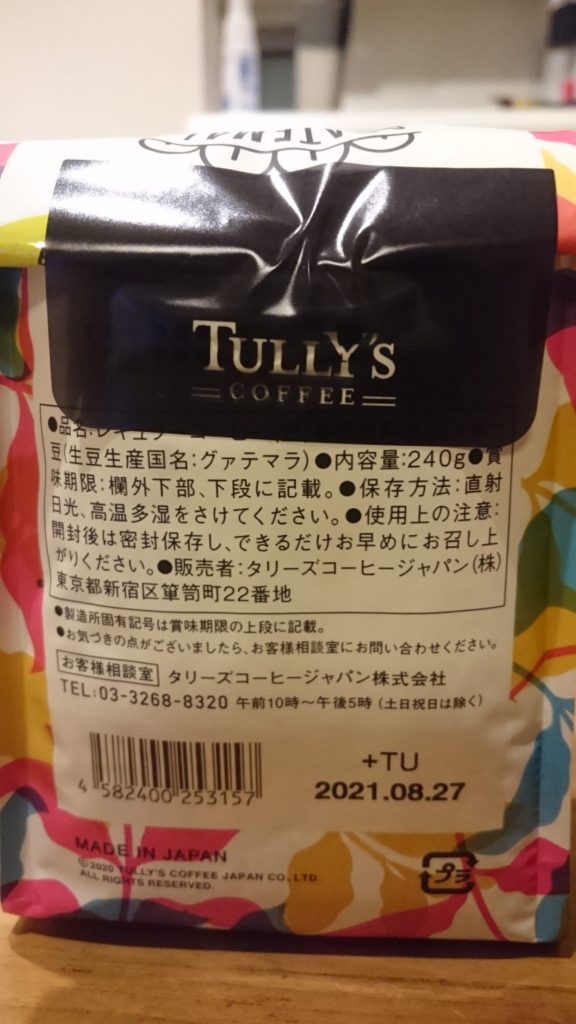 TULLY'S
COFFEE
●品名:レギュラーコーヒー
豆(生豆生産国名:グァテマラ)●内容量:240g●賞
味期限:欄外下部、下段に記載。●保存方法:直射
日光、高温多湿をさけてください。●使用上の注意:
開封後は密封保存し、できるだけお早めにお召し上
がりください。●販売者:タリーズコーヒージャパン(株)
東京都新宿区箪笥町22番地
●製造所固有記号は賞味期限の上段に記載。
●お気づきの点がございましたら、お客様相談室にお問い合わせください。
お客様相談室 タリーズコーヒージャパン株式会社
TEL:03-3268-8320 午前10時〜午後5時(土日祝日は除く)
4 582400 253157
+TU
2021.08.27
MADE IN JAPAN
©2020 TULLY'S COFFEE JAPAN CO., LTD.
ALL RIGHTS RESERVED.
プラ